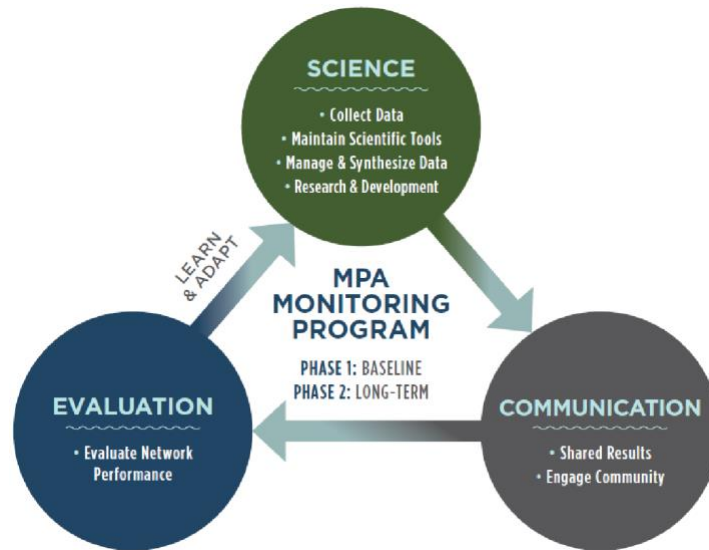 SCIENCE
• Collect Data
• Maintain Scientific Tools
• Manage & Synthesize Data
• Research & Development
LEARN
& ADAPT
MPA
MONITORING
PROGRAM
PHASE 1: BASELINE
PHASE 2: LONG-TERM
EVALUATION
• Evaluate Network
Performance
COMMUNICATION
• Shared Results
• Engage Community